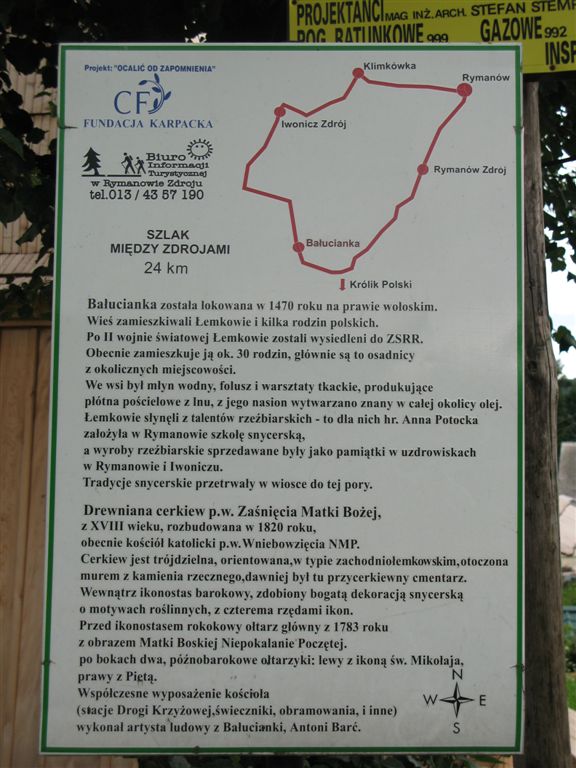 PROJEKTANCI MAG INŻ.ARCH. STEFAN
POG. RATUNKOWE 999 GAZOWE 992
Projekt: "OCALIĆ OD ZAPOMNIENIA"
CF
FUNDACJA KARPACKA
Biuro
Informacji
Turystycznej
w Rymanowie Zdroju
tel.013 / 43 57 190
SZLAK
MIĘDZY ZDROJAMI
24 km
Klimkówka
Rymanów
Iwonicz Zdrój
Rymanów Zdrój
Bałucianka
Królik Polski
Bałucianka została lokowana w 1470 roku na prawie wołoskim.
Wieś zamieszkiwali Łemkowie i kilka rodzin polskich.
Po II wojnie światowej Łemkowie zostali wysiedleni do ZSRR.
Obecnie zamieszkuje ją ok. 30 rodzin, głównie są to osadnicy
z okolicznych miejscowości.
We wsi był młyn wodny, folusz i warsztaty tkackie, produkujące
płótna pościelowe z lnu, z jego nasion wytwarzano znany w całej okolicy olej.
Łemkowie słynęli z talentów rzeźbiarskich - to dla nich hr. Anna Potocka
założyła w Rymanowie szkołę snycerską,
a wyroby rzeźbiarskie sprzedawane były jako pamiątki w uzdrowiskach
w Rymanowie i Iwoniczu.
Tradycje snycerskie przetrwały w wiosce do tej pory.
Drewniana cerkiew p.w. Zaśnięcia Matki Bożej,
z XVIII wieku, rozbudowana w 1820 roku,
obecnie kościół katolicki p.w.Wniebowzięcia NMP.
Cerkiew jest trójdzielna, orientowana,w typie zachodniołemkowskim,otoczona
murem z kamienia rzecznego,dawniej był tu przycerkiewny cmentarz.
Wewnątrz ikonostas barokowy, zdobiony bogatą dekoracją snycerską
o motywach roślinnych, z czterema rzędami ikon.
Przed ikonostasem rokokowy ołtarz główny z 1783 roku
z obrazem Matki Boskiej Niepokalanie Poczętej.
po bokach dwa, późnobarokowe ołtarzyki: lewy z ikoną św. Mikołaja,
prawy z Pietą.
Współczesne wyposażenie kościoła
(stacje Drogi Krzyżowej,świeczniki, obramowania, i inne)
wykonał artysta ludowy z Bałucianki, Antoni Barć.
N
W E
S